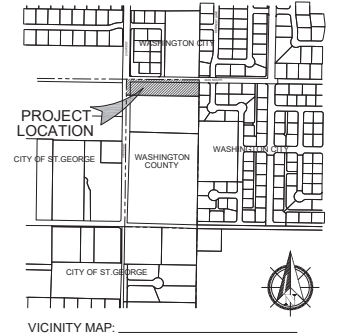 WASHINGTON CITY
PROJECT
LOCATION
CITY OF ST.GEORGE
WASHINGTON
COUNTY
WASHINGTON CITY
CITY OF ST.GEORGE
VICINITY MAP: